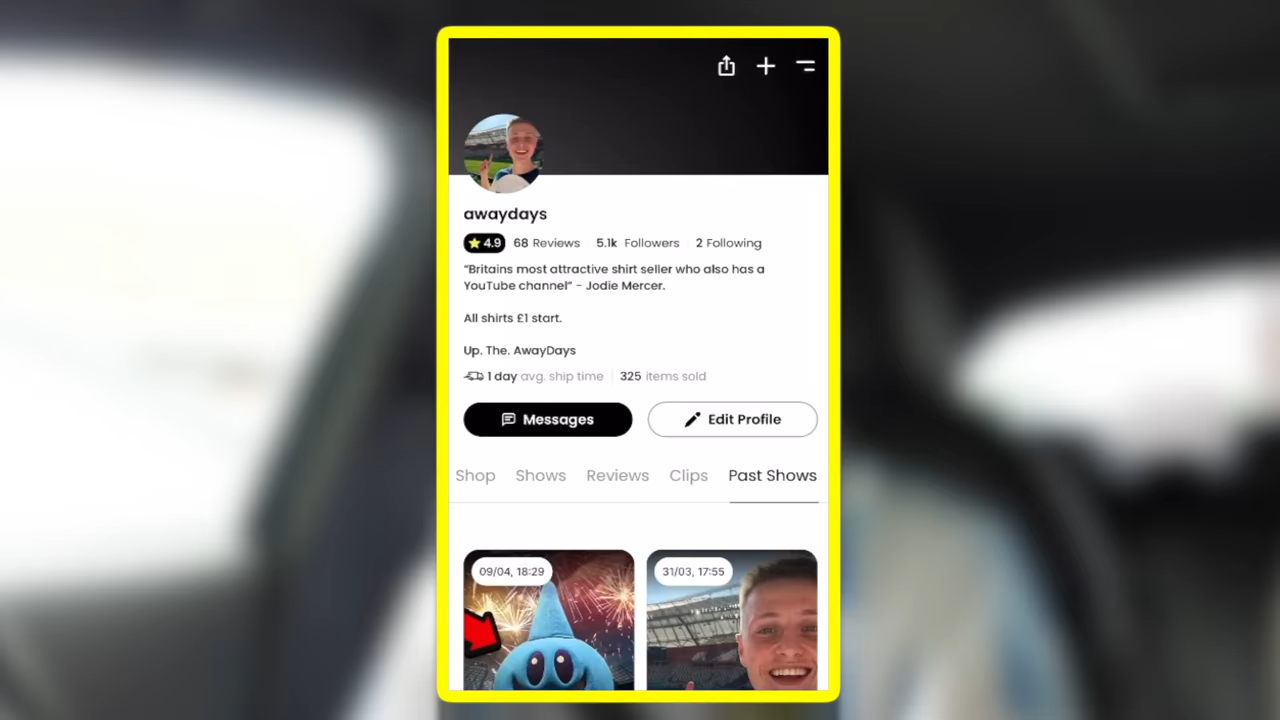 awaydays
4.9 68 Reviews 5.1k Followers 2 Following
"Britains most attractive shirt seller who also has a
YouTube channel" - Jodie Mercer.
All shirts £1 start.
Up. The. AwayDays
1 day avg. ship time 325 items sold
Messages Edit Profile
Shop Shows Reviews Clips Past Shows
09/04, 18:29 31/03, 17:55